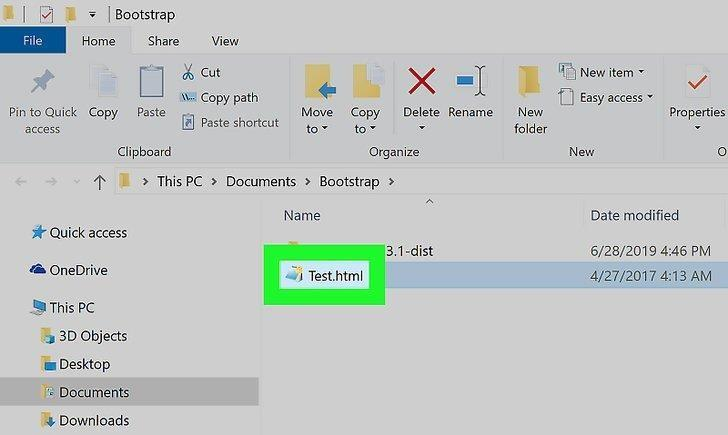 Bootstrap
File Home Share View
Pin to Quick access
Copy
Paste
Cut
Copy path
Paste shortcut
Clipboard
Move to
Copy to
Delete
Rename
Organize
New folder
New item
Easy access
New
Properties
This PC Documents Bootstrap
Name Date modified
3.1-dist 6/28/2019 4:46 PM
Test.html 4/27/2017 4:13 AM
Quick access
OneDrive
This PC
3D Objects
Desktop
Documents
Downloads